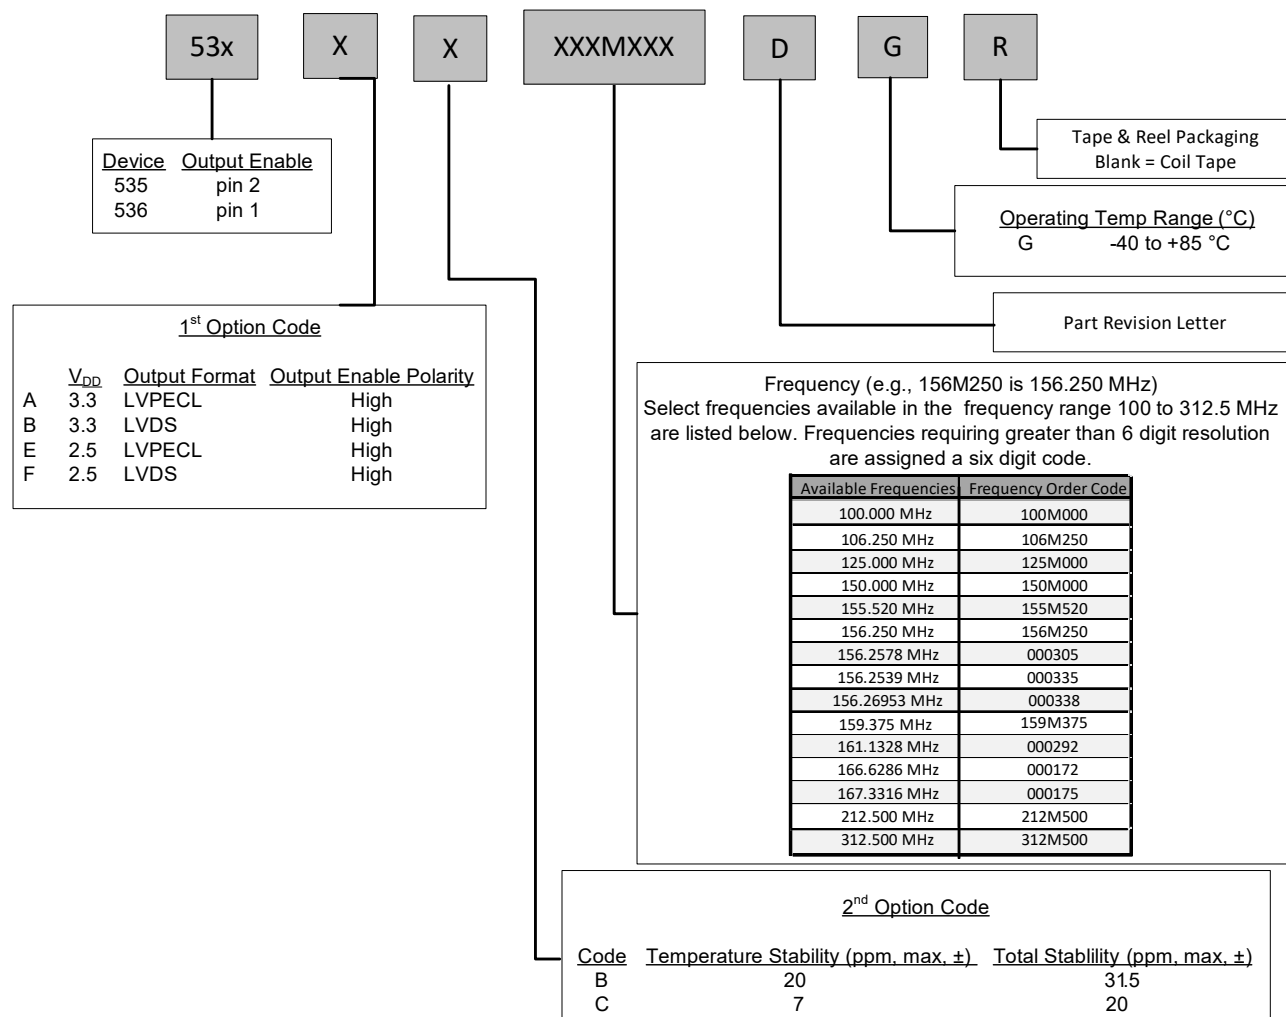 53x X X XXXMXXX D G R
Device Output Enable
535 pin 2
536 pin 1
Tape & Reel Packaging
Blank = Coil Tape
Operating Temp Range (°C)
G -40 to +85 °C
Part Revision Letter
1st Option Code
VDD Output Format Output Enable Polarity
A 3.3 LVPECL High
B 3.3 LVDS High
E 2.5 LVPECL High
F 2.5 LVDS High
Frequency (e.g., 156M250 is 156.250 MHz)
Select frequencies available in the frequency range 100 to 312.5 MHz
are listed below. Frequencies requiring greater than 6 digit resolution
are assigned a six digit code.
Available Frequencies Frequency Order Code
100.000 MHz 100M000
106.250 MHz 106M250
125.000 MHz 125M000
150.000 MHz 150M000
155.520 MHz 155M520
156.250 MHz 156M250
156.2578 MHz 000305
156.2539 MHz 000335
156.26953 MHz 000338
159.375 MHz 159M375
161.1328 MHz 000292
166.6286 MHz 000172
167.3316 MHz 000175
212.500 MHz 212M500
312.500 MHz 312M500
2nd Option Code
Code Temperature Stability (ppm, max, ±) Total Stablility (ppm, max, ±)
B 20 31.5
C 7 20